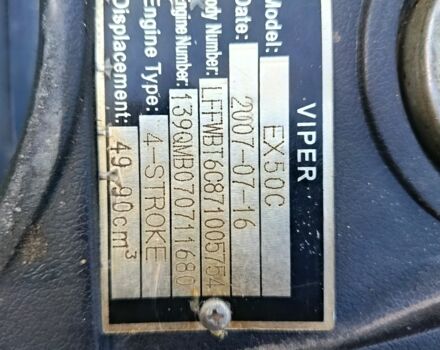 VIPER
Model: EX50C
Date: 2007-07-16
Body Number: LFFWBT6C871005754
Engine Number: 139QMB070711680
Engine Type: 4-STROKE
Displacement: 49.90cm³